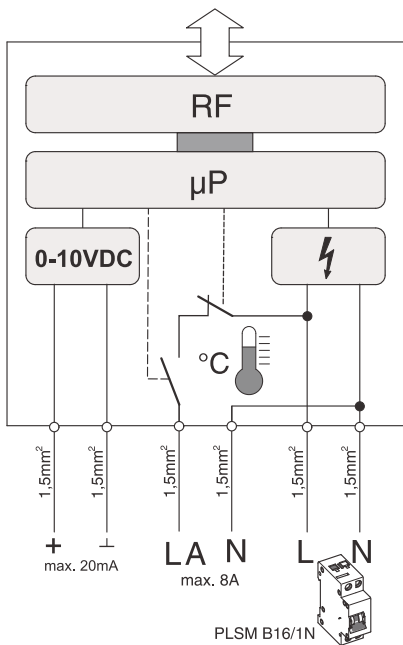 RF
µP
0-10VDC
°C
1,5mm²
1,5mm²
1,5mm²
1,5mm²
1,5mm²
1,5mm²
+ ⊥ LA N L N
max. 20mA
max. 8A
PLSM B16/1N